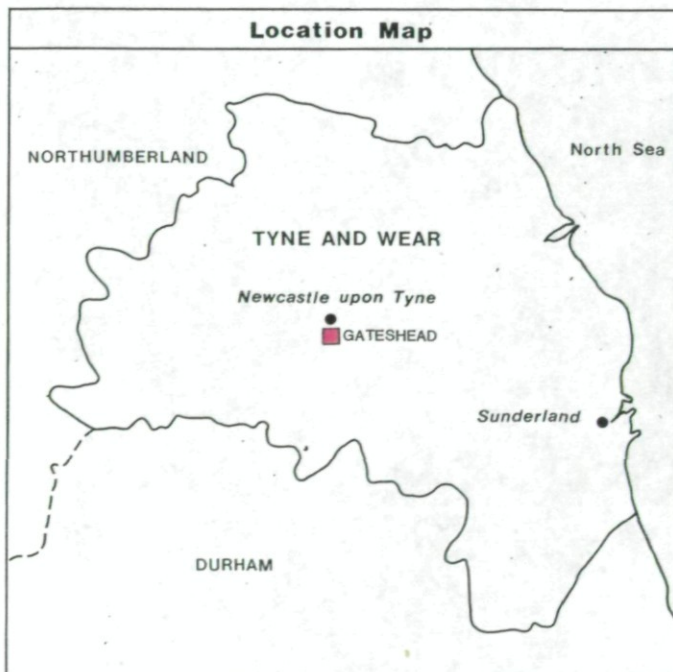 Location Map
NORTHUMBERLAND
North Sea
TYNE AND WEAR
Newcastle upon Tyne
GATESHEAD
Sunderland
DURHAM